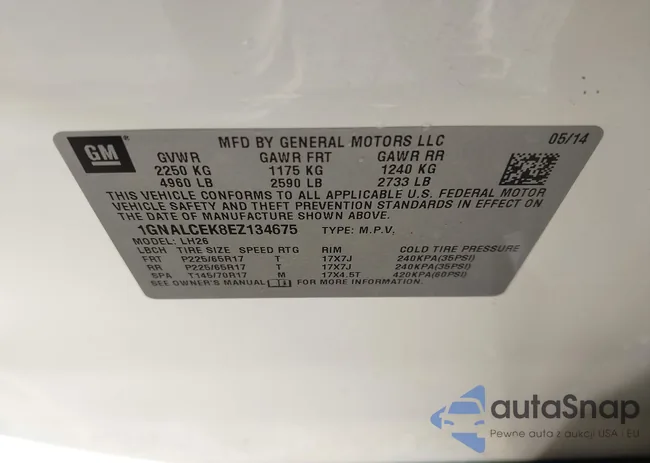 GM ® MFD BY GENERAL MOTORS LLC 05/14
GVWR GAWR FRT GAWR RR
2250 KG 1175 KG 1240 KG
4960 LB 2590 LB 2733 LB
THIS VEHICLE CONFORMS TO ALL APPLICABLE U.S. FEDERAL MOTOR
VEHICLE SAFETY AND THEFT PREVENTION STANDARDS IN EFFECT ON
THE DATE OF MANUFACTURE SHOWN ABOVE.
1GNALCEK8EZ134675 TYPE: M.P.V.
MODEL: LH26
LBCH TIRE SIZE SPEED RTG RIM COLD TIRE PRESSURE
FRT P225/65R17 T 17X7J 240KPA(35PSI)
RR P225/65R17 T 17X7J 240KPA(35PSI)
SPA T145/70R17 M 17X4.5T 420KPA(60PSI)
SEE OWNER'S MANUAL FOR MORE INFORMATION.
autaSnap
Pewne auta z aukcji USA i EU